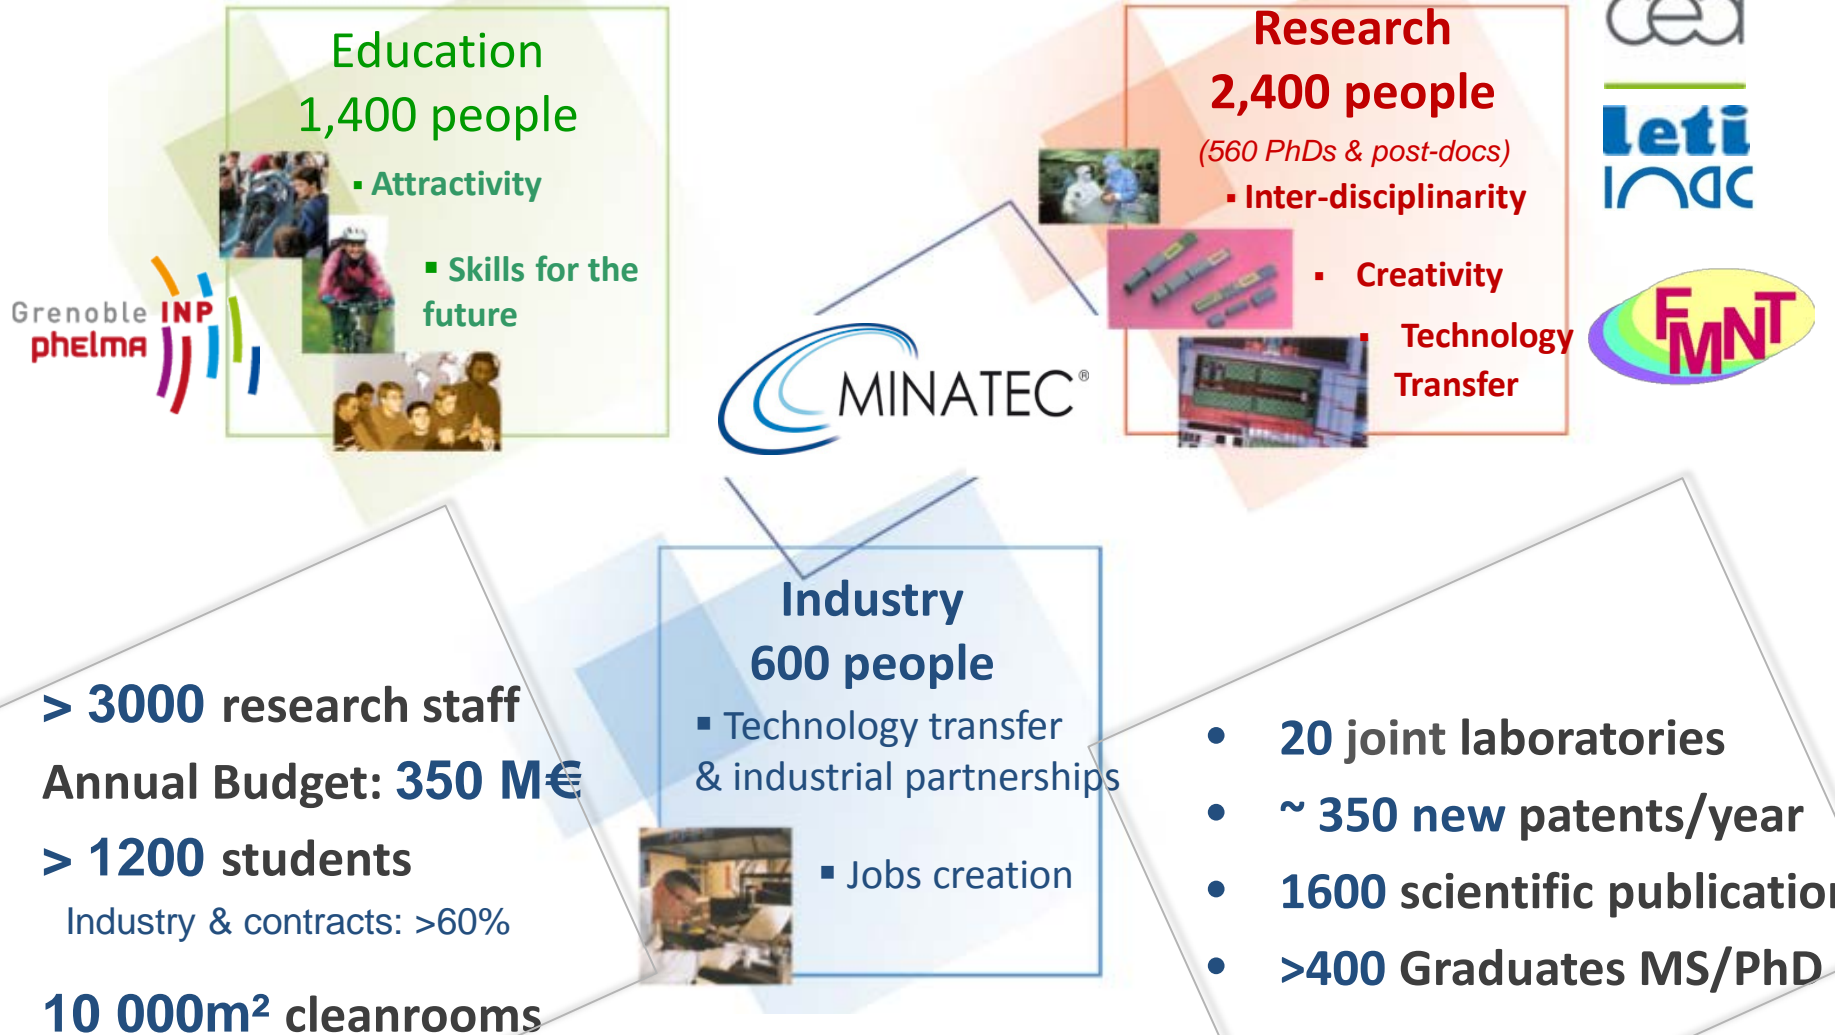 Education
1,400 people
▪ Attractivity
▪ Skills for the
future
Grenoble INP
phelma
Research
2,400 people
(560 PhDs & post-docs)
▪ Inter-disciplinarity
▪ Creativity
▪ Technology
Transfer
cea
leti
inac
FMNT
MINATEC®
Industry
600 people
▪ Technology transfer
& industrial partnerships
▪ Jobs creation
> 3000 research staff
Annual Budget: 350 M€
> 1200 students
Industry & contracts: >60%
10 000m² cleanrooms
• 20 joint laboratories
• ~ 350 new patents/year
• 1600 scientific publication
• >400 Graduates MS/PhD